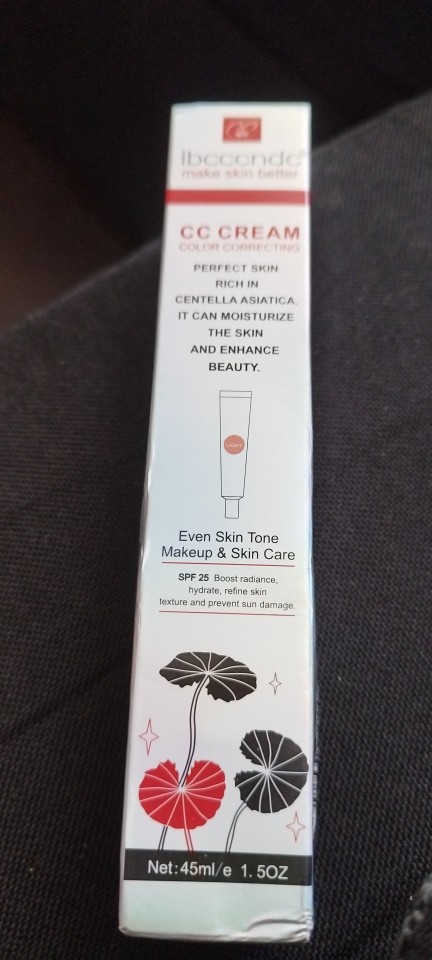 lbcccndc
make skin better
CC CREAM
COLOR CORRECTING
PERFECT SKIN.
RICH IN
CENTELLA ASIATICA.
IT CAN MOISTURIZE
THE SKIN
AND ENHANCE
BEAUTY.
LIGHT
Even Skin Tone
Makeup & Skin Care
SPF 25 Boost radiance,
hydrate, refine skin
texture and prevent sun damage.
Net:45ml/e 1.5OZ